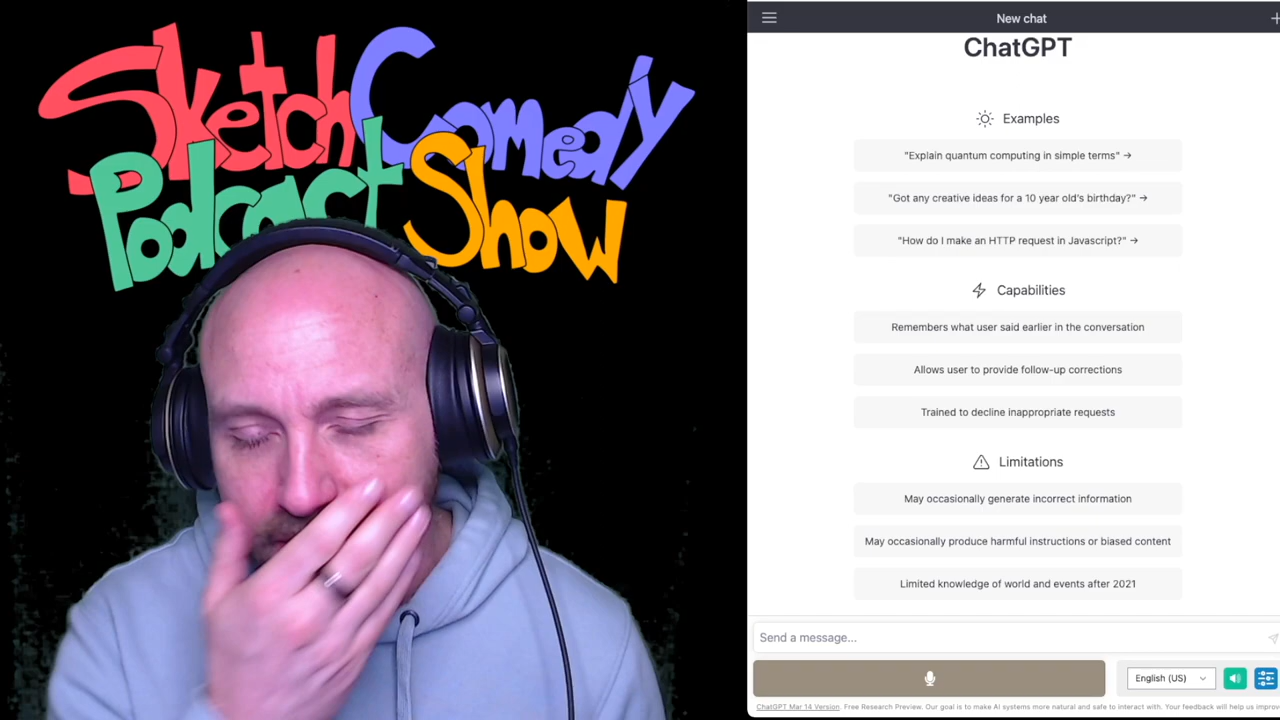 Sketch Comedy
Podcast Show
New chat
ChatGPT
Examples
"Explain quantum computing in simple terms" →
"Got any creative ideas for a 10 year old's birthday?" →
"How do I make an HTTP request in Javascript?" →
Capabilities
Remembers what user said earlier in the conversation
Allows user to provide follow-up corrections
Trained to decline inappropriate requests
Limitations
May occasionally generate incorrect information
May occasionally produce harmful instructions or biased content
Limited knowledge of world and events after 2021
Send a message...
English (US)
ChatGPT Mar 14 Version. Free Research Preview. Our goal is to make AI systems more natural and safe to interact with. Your feedback will help us improv